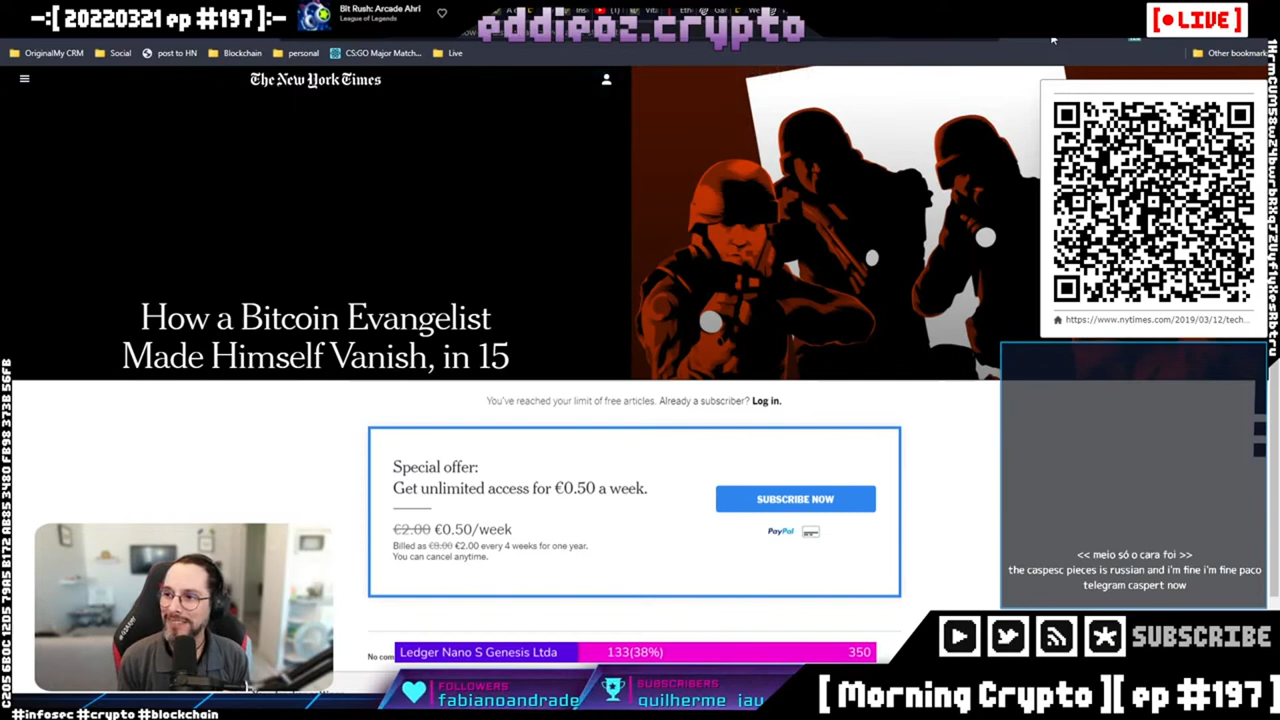 -:[ 20220321 ep #197 ]:-
Bit Rush: Arcade Ahri
League of Legends
eddieoz.crypto
[● LIVE ]
OriginalMy CRM
Social
post to HN
Blockchain
personal
CS:GO Major Match...
Live
Other bookmark
The New York Times
How a Bitcoin Evangelist
Made Himself Vanish, in 15
https://www.nytimes.com/2019/03/12/tech...
You've reached your limit of free articles. Already a subscriber? Log in.
Special offer:
Get unlimited access for €0.50 a week.
€2.00 €0.50/week
Billed as €8.00 €2.00 every 4 weeks for one year.
You can cancel anytime.
SUBSCRIBE NOW
PayPal
<< meio só o cara foi >>
the caspesc pieces is russian and i'm fine i'm fine paco
telegram caspert now
No com
Ledger Nano S Genesis Ltda
133(38%)
350
FOLLOWERS
fabianoandrade
SUBSCRIBERS
guilherme_jau
SUBSCRIBE
[ Morning Crypto ][ ep #197 ]
#infosec #crypto #blockchain